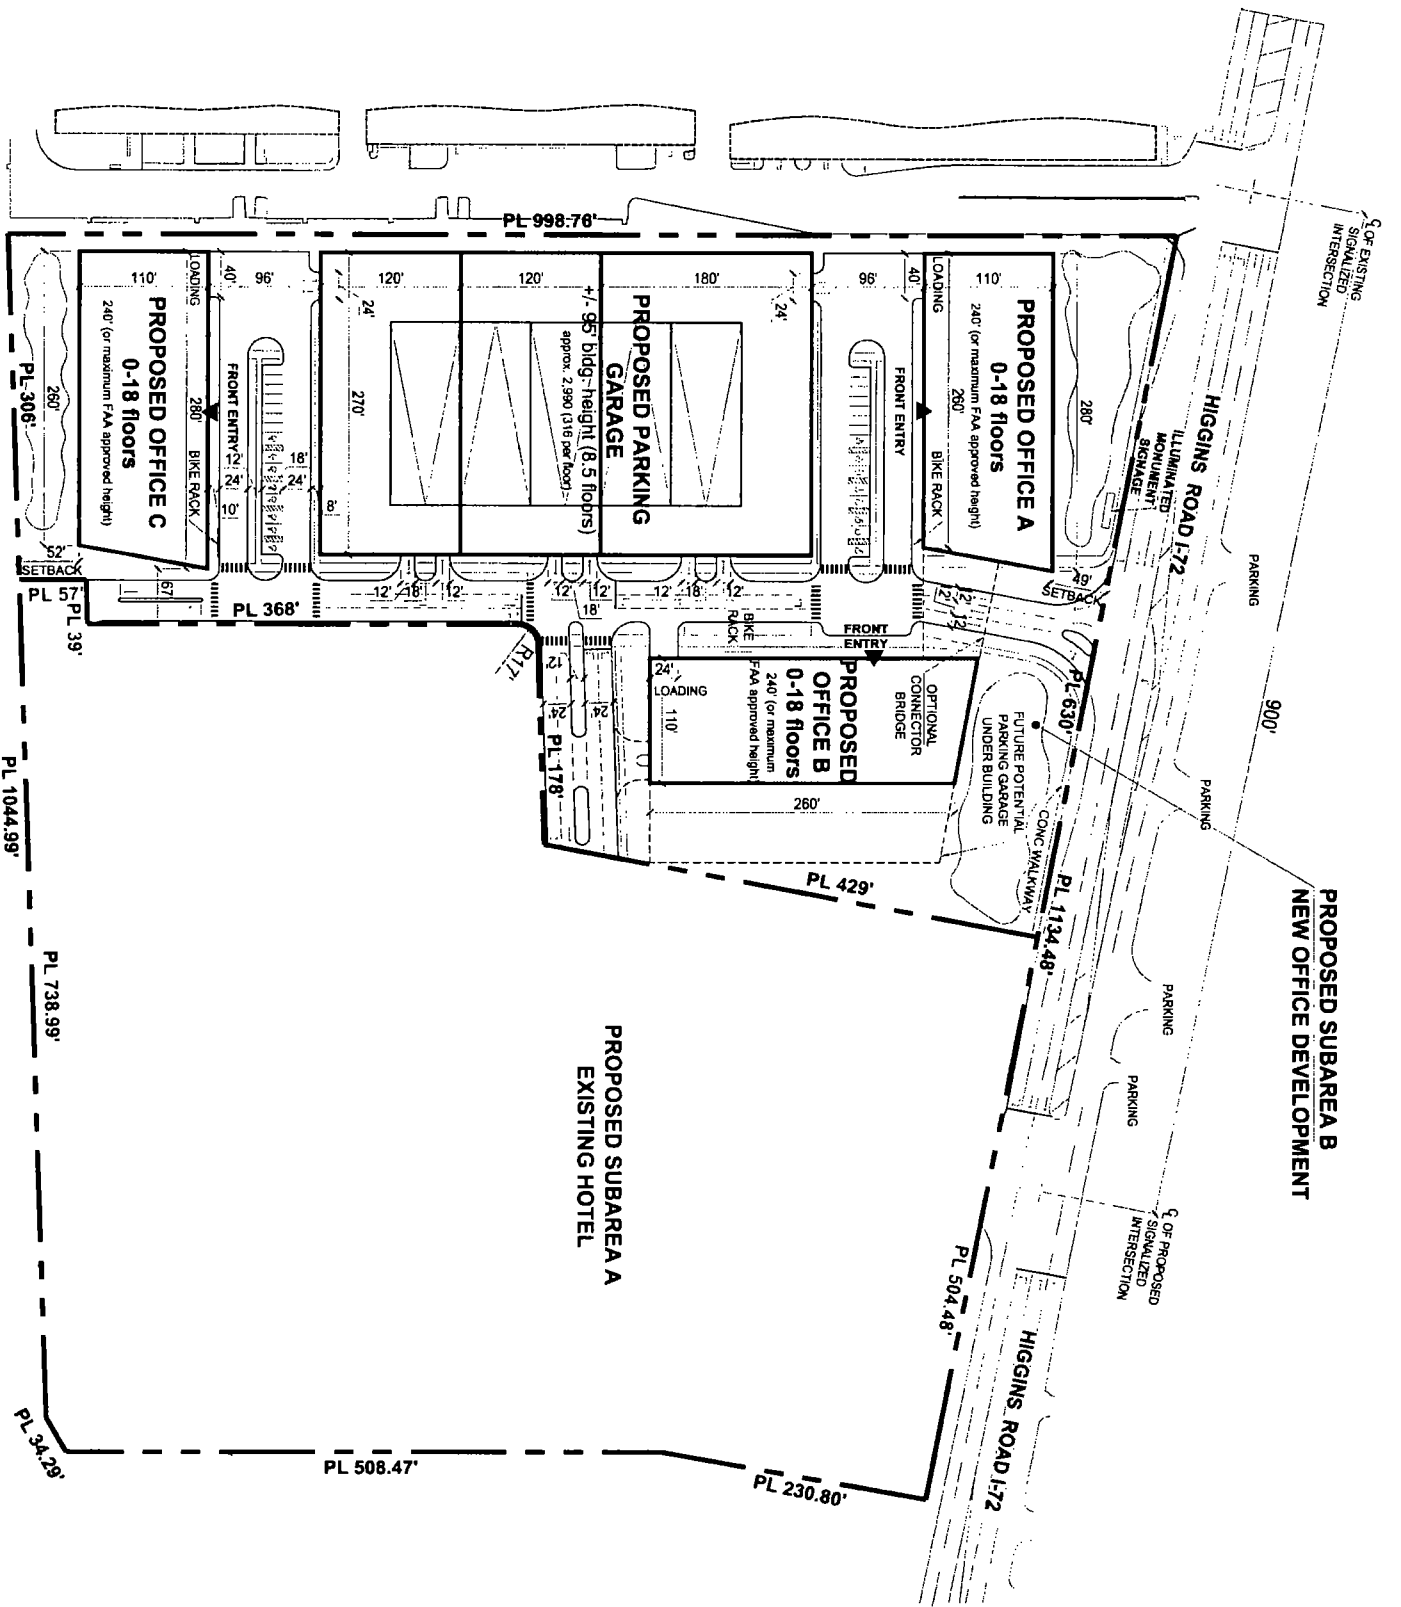 ℄ OF EXISTING
SIGNALIZED
INTERSECTION
900'
PROPOSED SUBAREA B
NEW OFFICE DEVELOPMENT
HIGGINS ROAD I-72
PARKING
PARKING
PARKING
PARKING
℄ OF PROPOSED
SIGNALIZED
INTERSECTION
HIGGINS ROAD I-72
ILLUMINATED
MONUMENT
SIGNAGE
PL 630'
PL 1134.48'
PL 504.48'
CONC WALKWAY
FUTURE POTENTIAL
PARKING GARAGE
UNDER BUILDING
49'
SETBACK
280'
110'
PROPOSED OFFICE A
0-18 floors
240' (or maximum FAA approved height)
260'
LOADING
BIKE RACK
40'
96'
FRONT ENTRY
12'
12'
12'
OPTIONAL
CONNECTOR
BRIDGE
FRONT
ENTRY
PROPOSED
OFFICE B
0-18 floors
240' (or maximum
FAA approved height)
BIKE
RACK
24'
LOADING
110'
260'
PL 429'
PL 998.76'
180'
120'
120'
24'
24'
PROPOSED PARKING
GARAGE
+/- 95' bldg. height (8.5 floors)
approx. 2,990 (316 per floor)
270'
8'
12'
18'
12'
12'
12'
18'
12'
18'
12'
R17'
12'
24'
24'
PL 178'
96'
40'
18'
24'
12'
24'
10'
FRONT ENTRY
LOADING
280'
BIKE RACK
110'
PROPOSED OFFICE C
0-18 floors
240' (or maximum FAA approved height)
260'
52'
SETBACK
67'
PL 368'
PL 39'
PL 57'
PL 306'
PROPOSED SUBAREA A
EXISTING HOTEL
PL 738.99'
PL 1044.99'
PL 34.29'
PL 508.47'
PL 230.80'